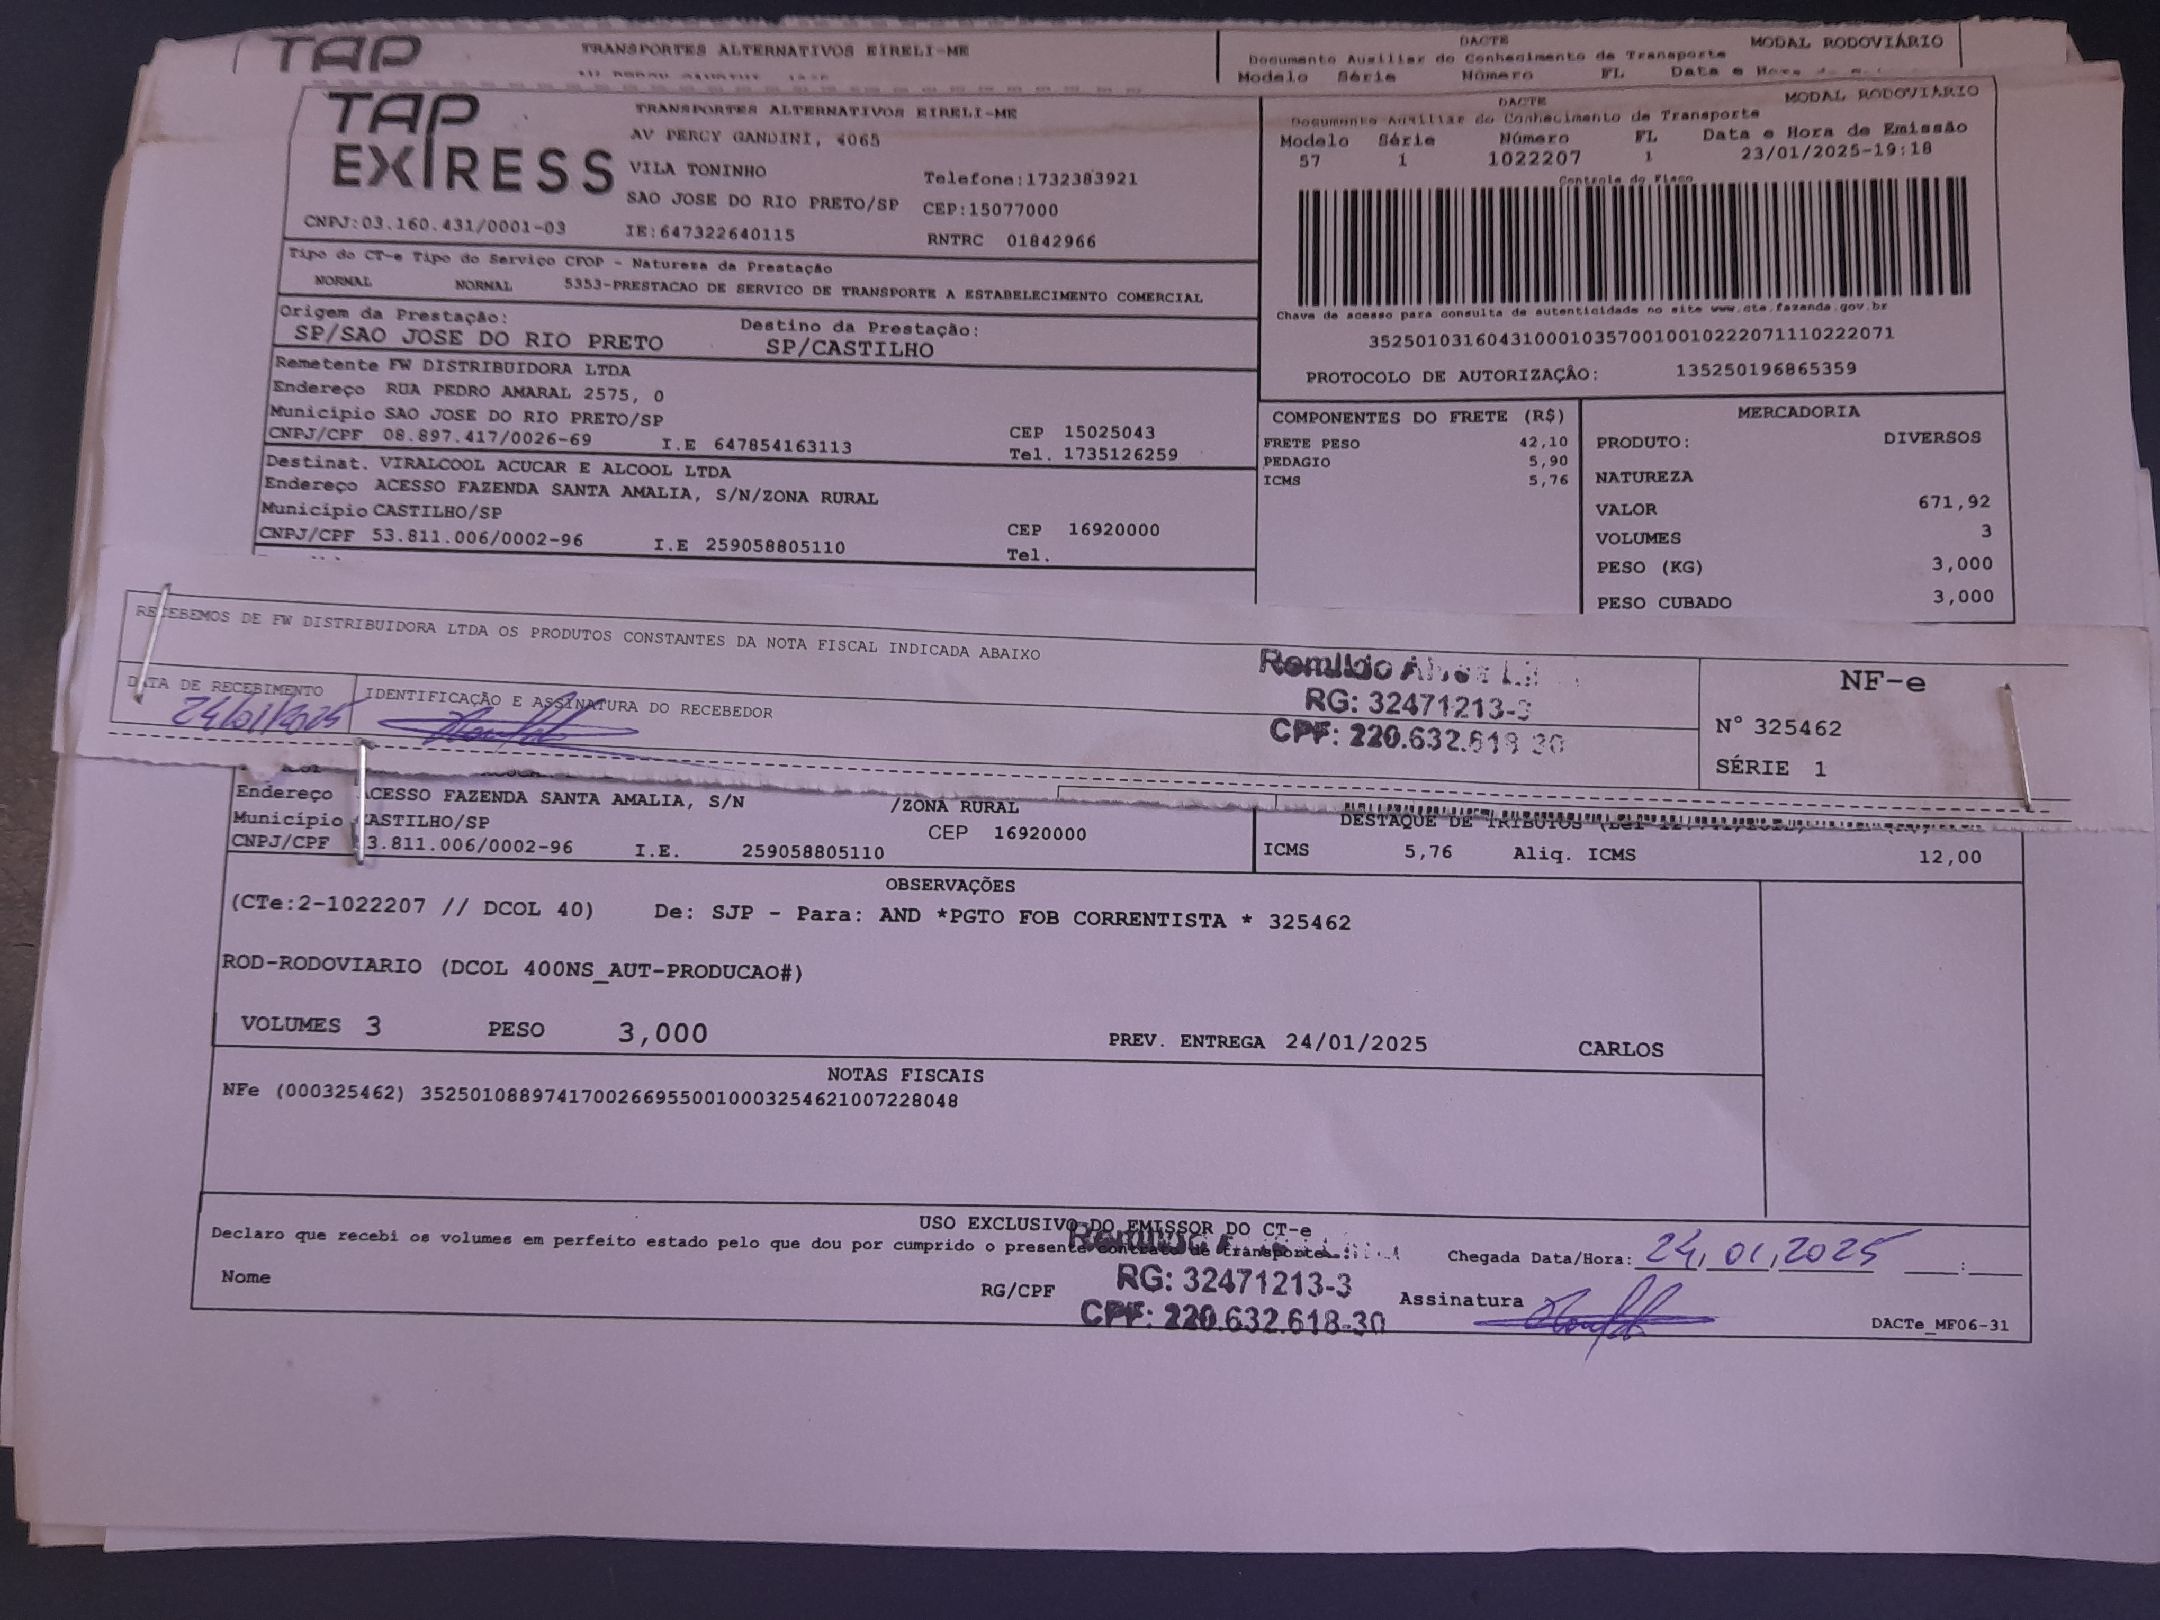 TAP
TRANSPORTES ALTERNATIVOS EIRELI-ME
DACTE
MODAL RODOVIÁRIO
Documento Auxiliar do Conhecimento de Transporte
Modelo Série Número FL Data e Hora de
TAP
EXPRESS
TRANSPORTES ALTERNATIVOS EIRELI-ME
AV PERCY GANDINI, 4065
VILA TONINHO
Telefone:1732383921
SAO JOSE DO RIO PRETO/SP CEP:15077000
CNPJ:03.160.431/0001-03 IE:647322640115 RNTRC 01842966
DACTE
MODAL RODOVIÁRIO
Documento Auxiliar do Conhecimento de Transporte
Modelo Série Número FL Data e Hora de Emissão
57 1 1022207 1 23/01/2025-19:18
Controle do Fisco
Chave de acesso para consulta de autenticidade no site www.cte.fazenda.gov.br
35250103160431000103570010010222071110222071
PROTOCOLO DE AUTORIZAÇÃO: 135250196865359
Tipo do CT-e Tipo do Serviço CFOP - Natureza da Prestação
NORMAL NORMAL 5353-PRESTACAO DE SERVICO DE TRANSPORTE A ESTABELECIMENTO COMERCIAL
Origem da Prestação: Destino da Prestação:
SP/SAO JOSE DO RIO PRETO SP/CASTILHO
Remetente FW DISTRIBUIDORA LTDA
Endereço RUA PEDRO AMARAL 2575, 0
Município SAO JOSE DO RIO PRETO/SP CEP 15025043
CNPJ/CPF 08.897.417/0026-69 I.E 647854163113 Tel. 1735126259
Destinat. VIRALCOOL ACUCAR E ALCOOL LTDA
Endereço ACESSO FAZENDA SANTA AMALIA, S/N/ZONA RURAL
Município CASTILHO/SP CEP 16920000
CNPJ/CPF 53.811.006/0002-96 I.E 259058805110 Tel.
COMPONENTES DO FRETE (R$)
FRETE PESO 42,10
PEDAGIO 5,90
ICMS 5,76
MERCADORIA
PRODUTO: DIVERSOS
NATUREZA
VALOR 671,92
VOLUMES 3
PESO (KG) 3,000
PESO CUBADO 3,000
RECEBEMOS DE FW DISTRIBUIDORA LTDA OS PRODUTOS CONSTANTES DA NOTA FISCAL INDICADA ABAIXO
DATA DE RECEBIMENTO IDENTIFICAÇÃO E ASSINATURA DO RECEBEDOR
24/01/2025
RG: 32471213-3
CPF: 220.632.618-30
NF-e
N° 325462
SÉRIE 1
Endereço ACESSO FAZENDA SANTA AMALIA, S/N /ZONA RURAL
Município CASTILHO/SP CEP 16920000
CNPJ/CPF 53.811.006/0002-96 I.E. 259058805110
DESTAQUE DE TRIBUTOS
ICMS 5,76 Aliq. ICMS 12,00
OBSERVAÇÕES
(CTe:2-1022207 // DCOL 40) De: SJP - Para: AND *PGTO FOB CORRENTISTA * 325462
ROD-RODOVIARIO (DCOL 400NS_AUT-PRODUCAO#)
VOLUMES 3 PESO 3,000 PREV. ENTREGA 24/01/2025 CARLOS
NOTAS FISCAIS
NFe (000325462) 35250108897417002669550010003254621007228048
USO EXCLUSIVO DO EMISSOR DO CT-e
Declaro que recebi os volumes em perfeito estado pelo que dou por cumprido o presente contrato de transporte
Chegada Data/Hora: 24, 01, 2025 :
Nome RG/CPF
RG: 32471213-3
CPF: 220.632.618-30
Assinatura
DACTe_MF06-31